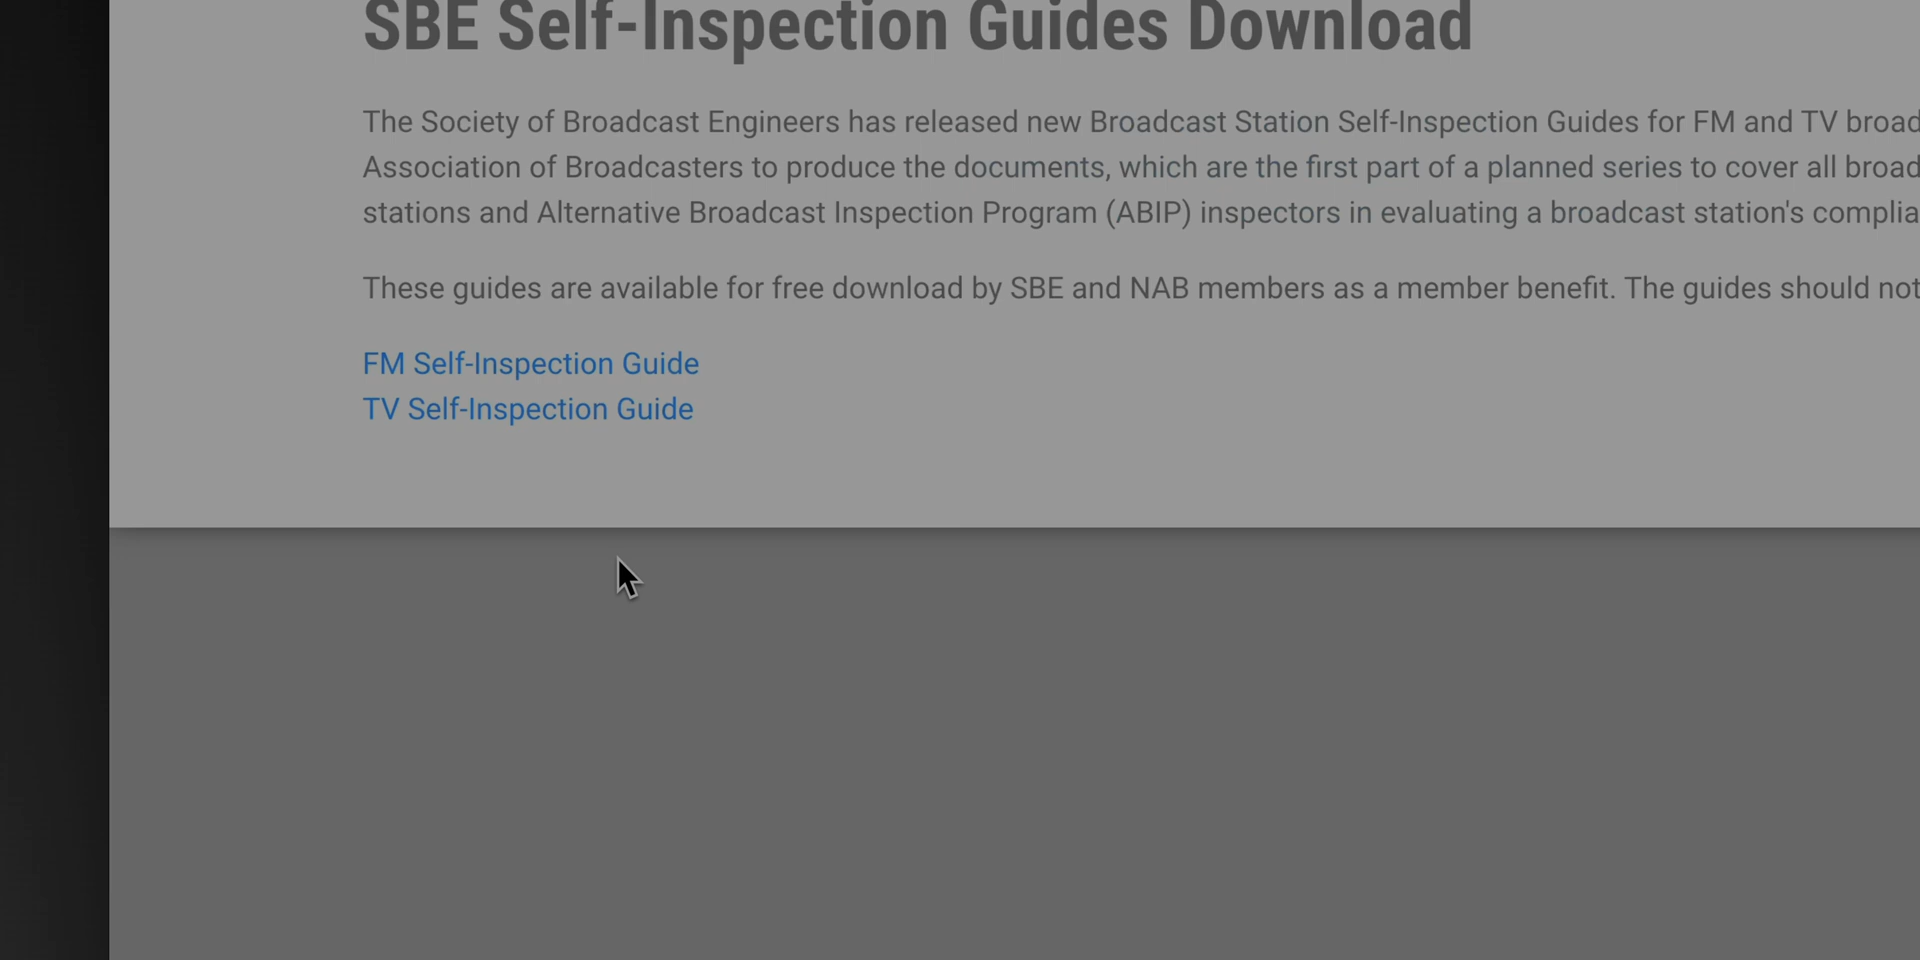 SBE Self-Inspection Guides Download
The Society of Broadcast Engineers has released new Broadcast Station Self-Inspection Guides for FM and TV broad
Association of Broadcasters to produce the documents, which are the first part of a planned series to cover all broad
stations and Alternative Broadcast Inspection Program (ABIP) inspectors in evaluating a broadcast station's complia
These guides are available for free download by SBE and NAB members as a member benefit. The guides should not
FM Self-Inspection Guide
TV Self-Inspection Guide